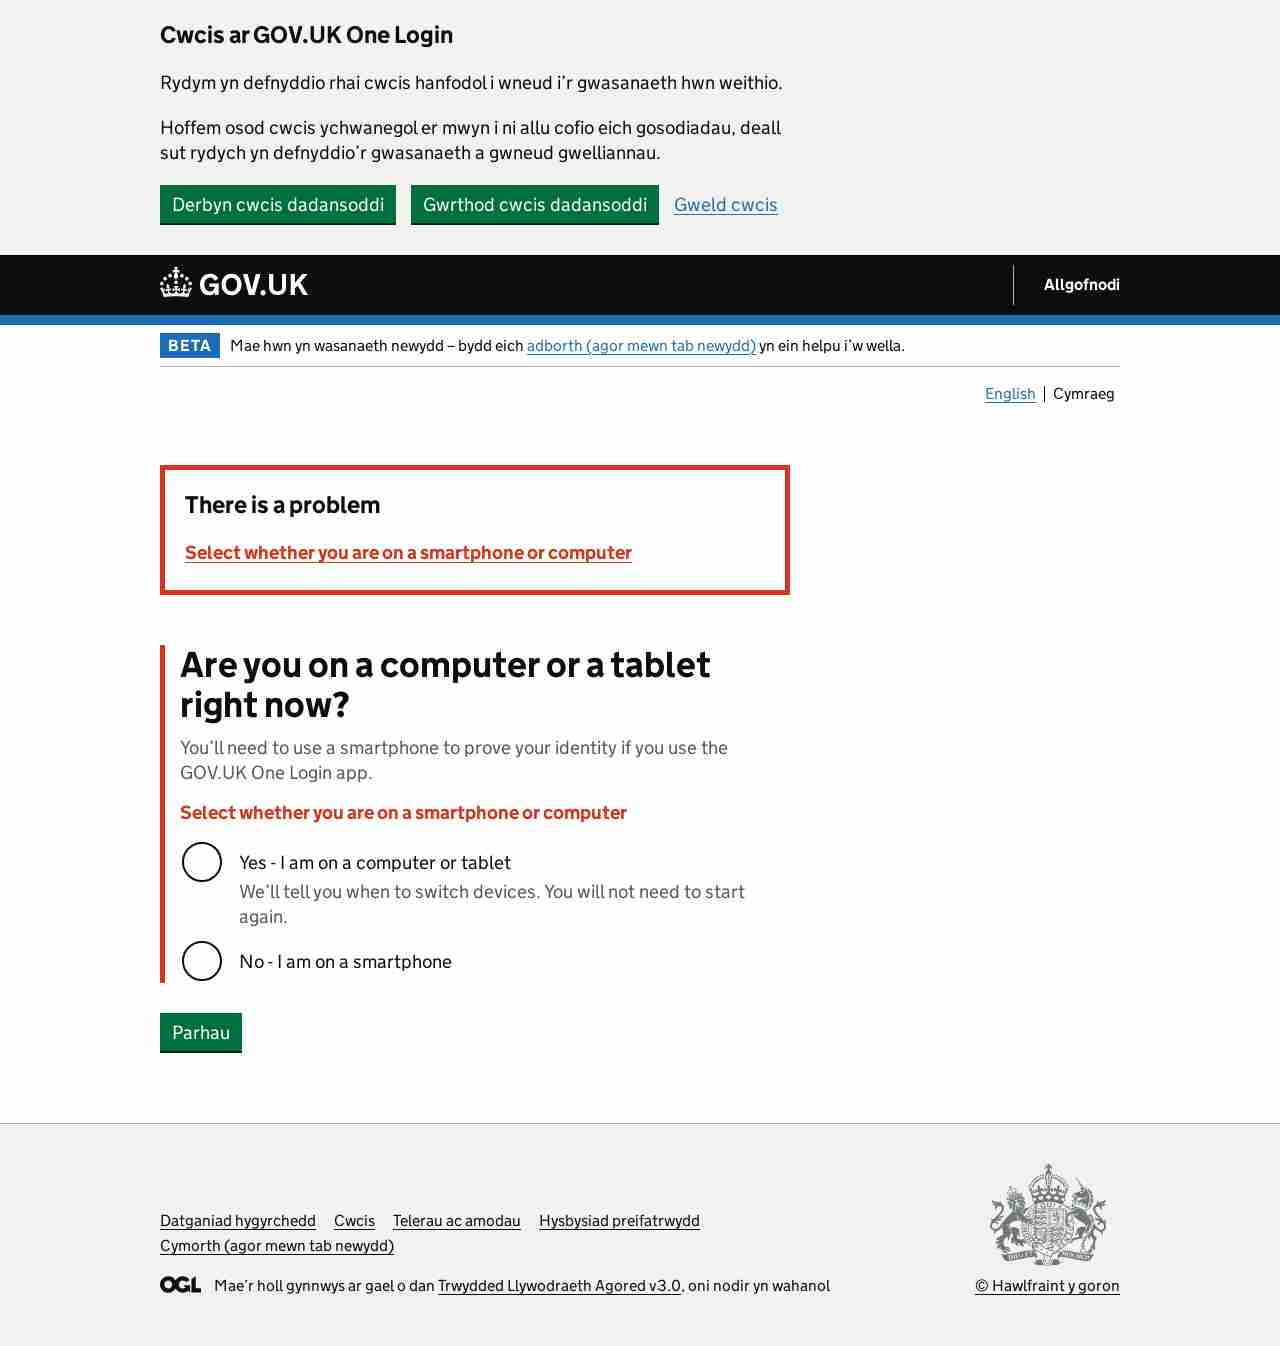 Cwcis ar GOV.UK One Login
Rydym yn defnyddio rhai cwcis hanfodol i wneud i’r gwasanaeth hwn weithio.
Hoffem osod cwcis ychwanegol er mwyn i ni allu cofio eich gosodiadau, deall
sut rydych yn defnyddio’r gwasanaeth a gwneud gwelliannau.
Derbyn cwcis dadansoddi Gwrthod cwcis dadansoddi Gweld cwcis
GOV.UK Allgofnodi
BETA Mae hwn yn wasanaeth newydd – bydd eich adborth (agor mewn tab newydd) yn ein helpu i’w wella.
English Cymraeg
There is a problem
Select whether you are on a smartphone or computer
Are you on a computer or a tablet
right now?
You’ll need to use a smartphone to prove your identity if you use the
GOV.UK One Login app.
Select whether you are on a smartphone or computer
Yes - I am on a computer or tablet
We’ll tell you when to switch devices. You will not need to start
again.
No - I am on a smartphone
Parhau
Datganiad hygyrchedd Cwcis Telerau ac amodau Hysbysiad preifatrwydd
Cymorth (agor mewn tab newydd)
OGL Mae’r holl gynnwys ar gael o dan Trwydded Llywodraeth Agored v3.0, oni nodir yn wahanol
© Hawlfraint y goron